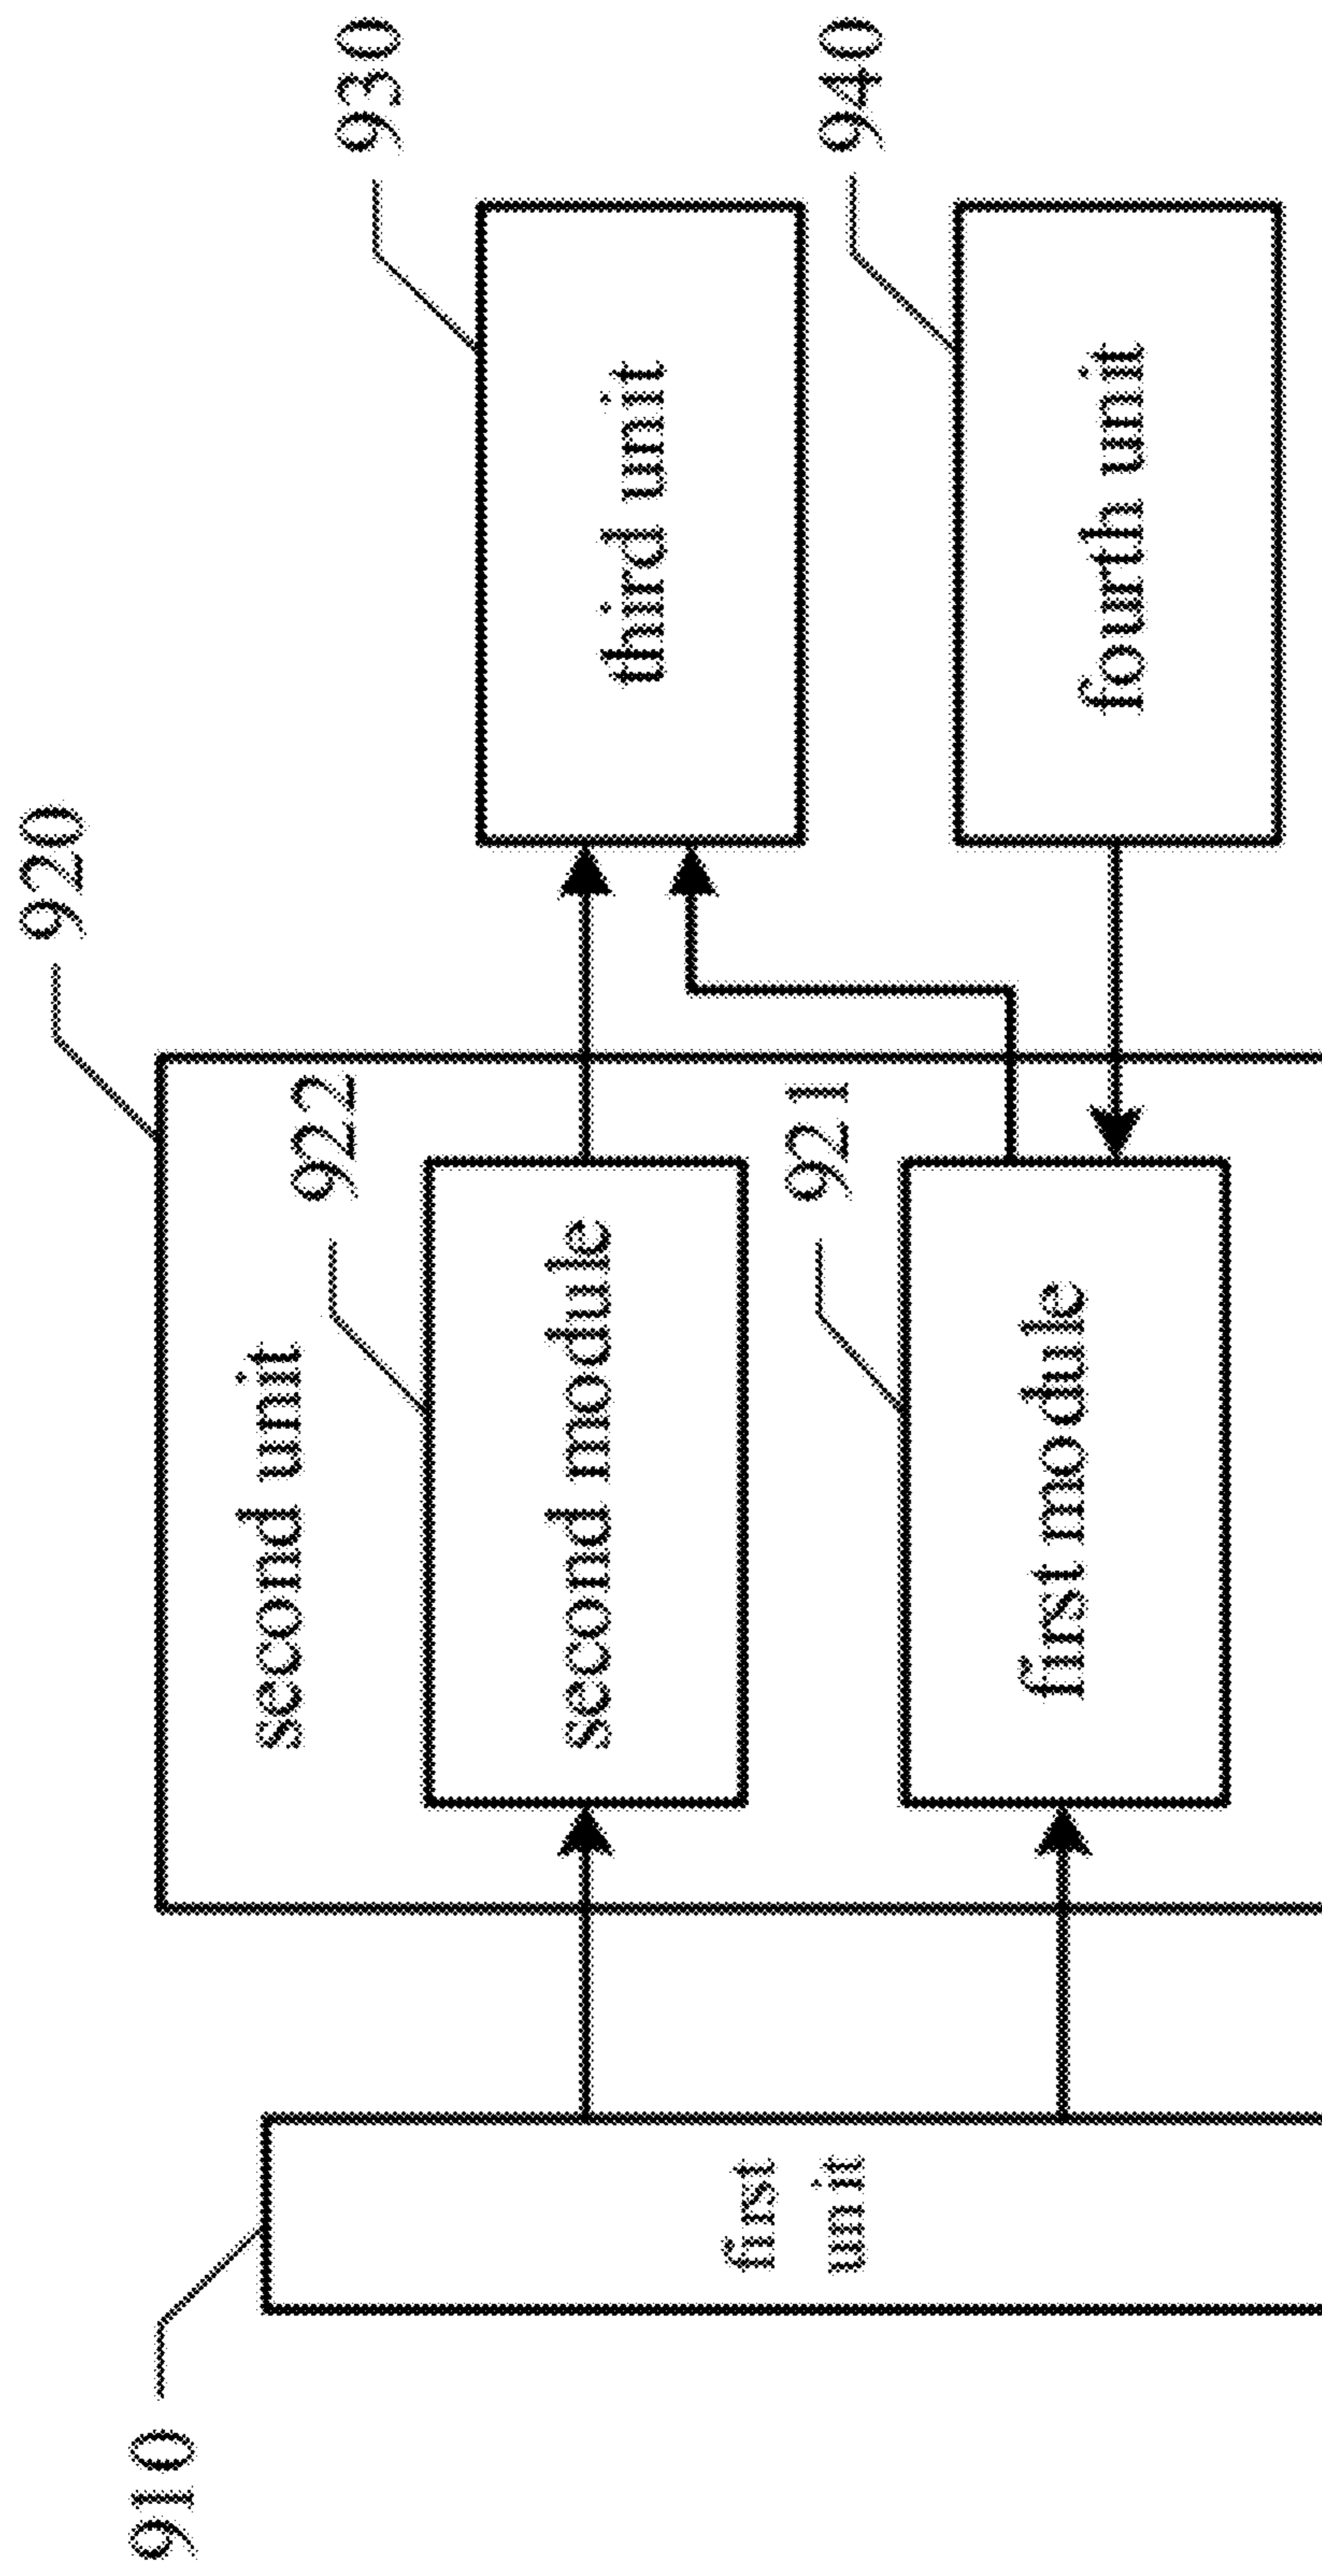 910
first
unit
920
second unit
922
second module
921
first module
930
third unit
940
fourth unit